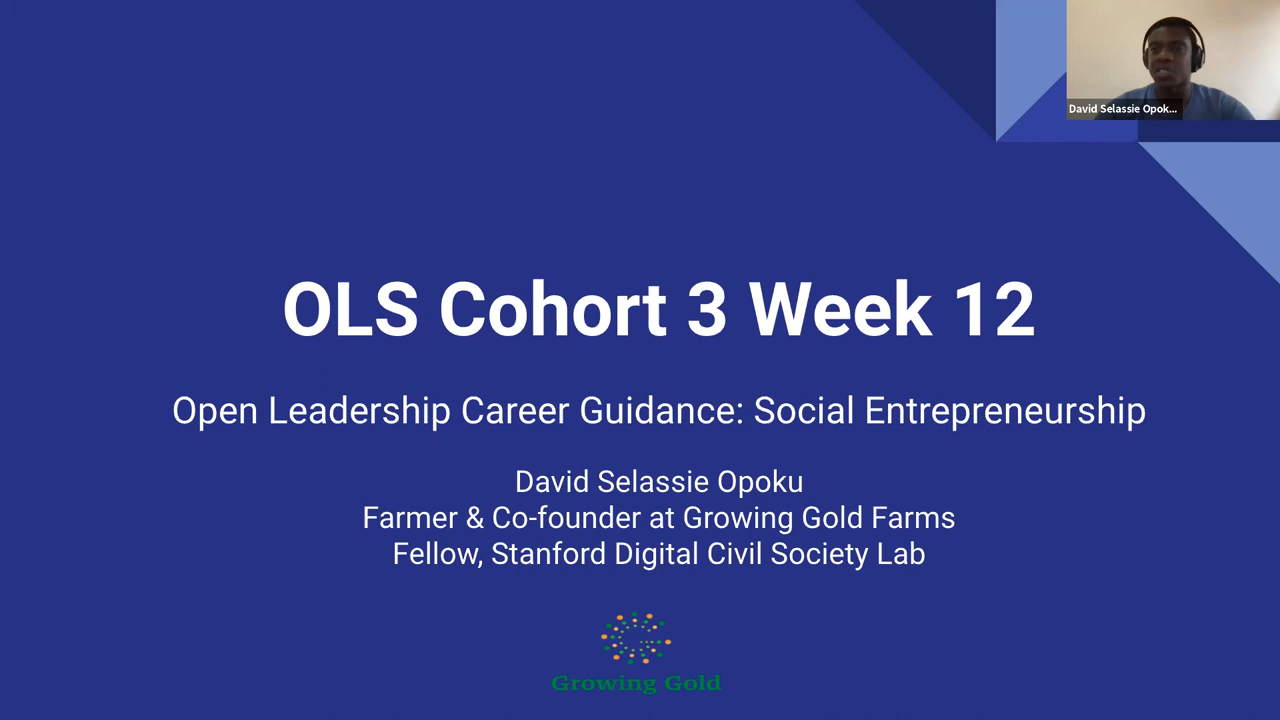 David Selassie Opok...
OLS Cohort 3 Week 12
Open Leadership Career Guidance: Social Entrepreneurship
David Selassie Opoku
Farmer & Co-founder at Growing Gold Farms
Fellow, Stanford Digital Civil Society Lab
Growing Gold